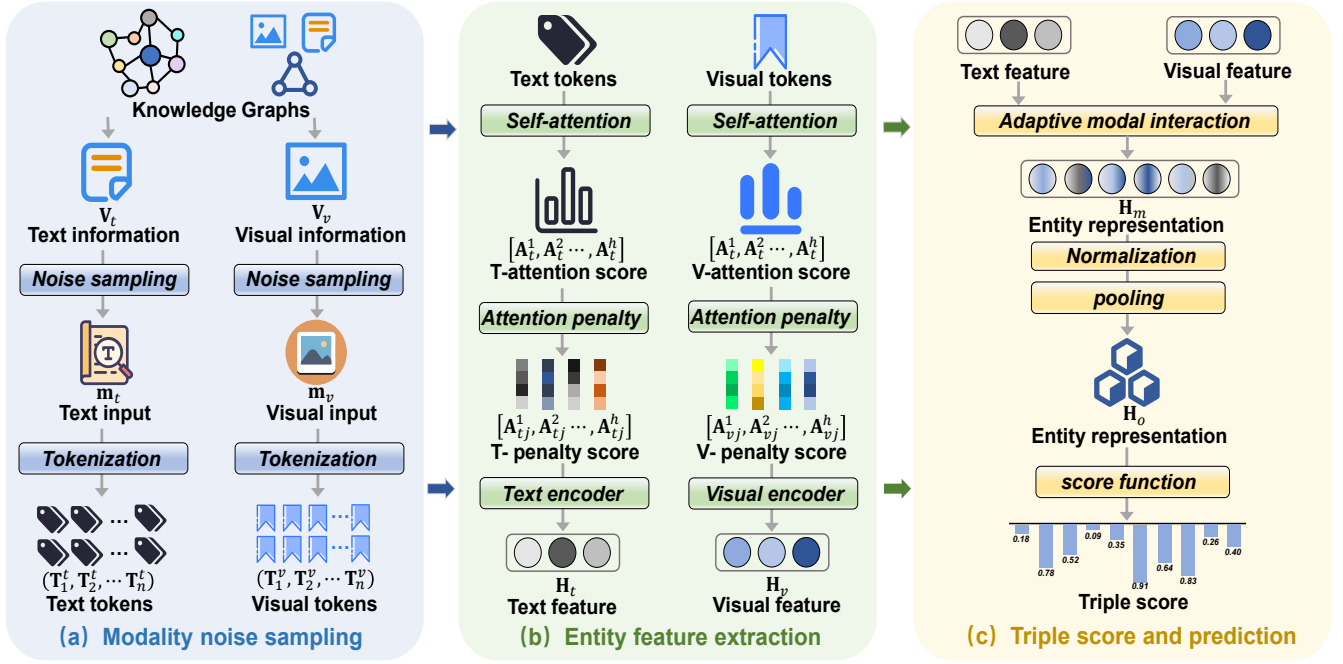 Knowledge Graphs
V_t
Text information
Noise sampling
T
m_t
Text input
Tokenization
...
(T_1^t, T_2^t, ⋯ T_n^t)
Text tokens
V_v
Visual information
Noise sampling
m_v
Visual input
Tokenization
...
(T_1^v, T_2^v, ⋯ T_n^v)
Visual tokens
(a) Modality noise sampling
Text tokens
Self-attention
[A_t^1, A_t^2 ⋯, A_t^h]
T-attention score
Attention penalty
[A_tj^1, A_tj^2 ⋯, A_tj^h]
T- penalty score
Text encoder
H_t
Text feature
Visual tokens
Self-attention
[A_t^1, A_t^2 ⋯, A_t^h]
V-attention score
Attention penalty
[A_vj^1, A_vj^2 ⋯, A_vj^h]
V- penalty score
Visual encoder
H_v
Visual feature
(b) Entity feature extraction
Text feature
Visual feature
Adaptive modal interaction
H_m
Entity representation
Normalization
pooling
H_o
Entity representation
score function
0.18
0.78
0.52
0.09
0.35
0.91
0.64
0.83
0.26
0.40
Triple score
(c) Triple score and prediction